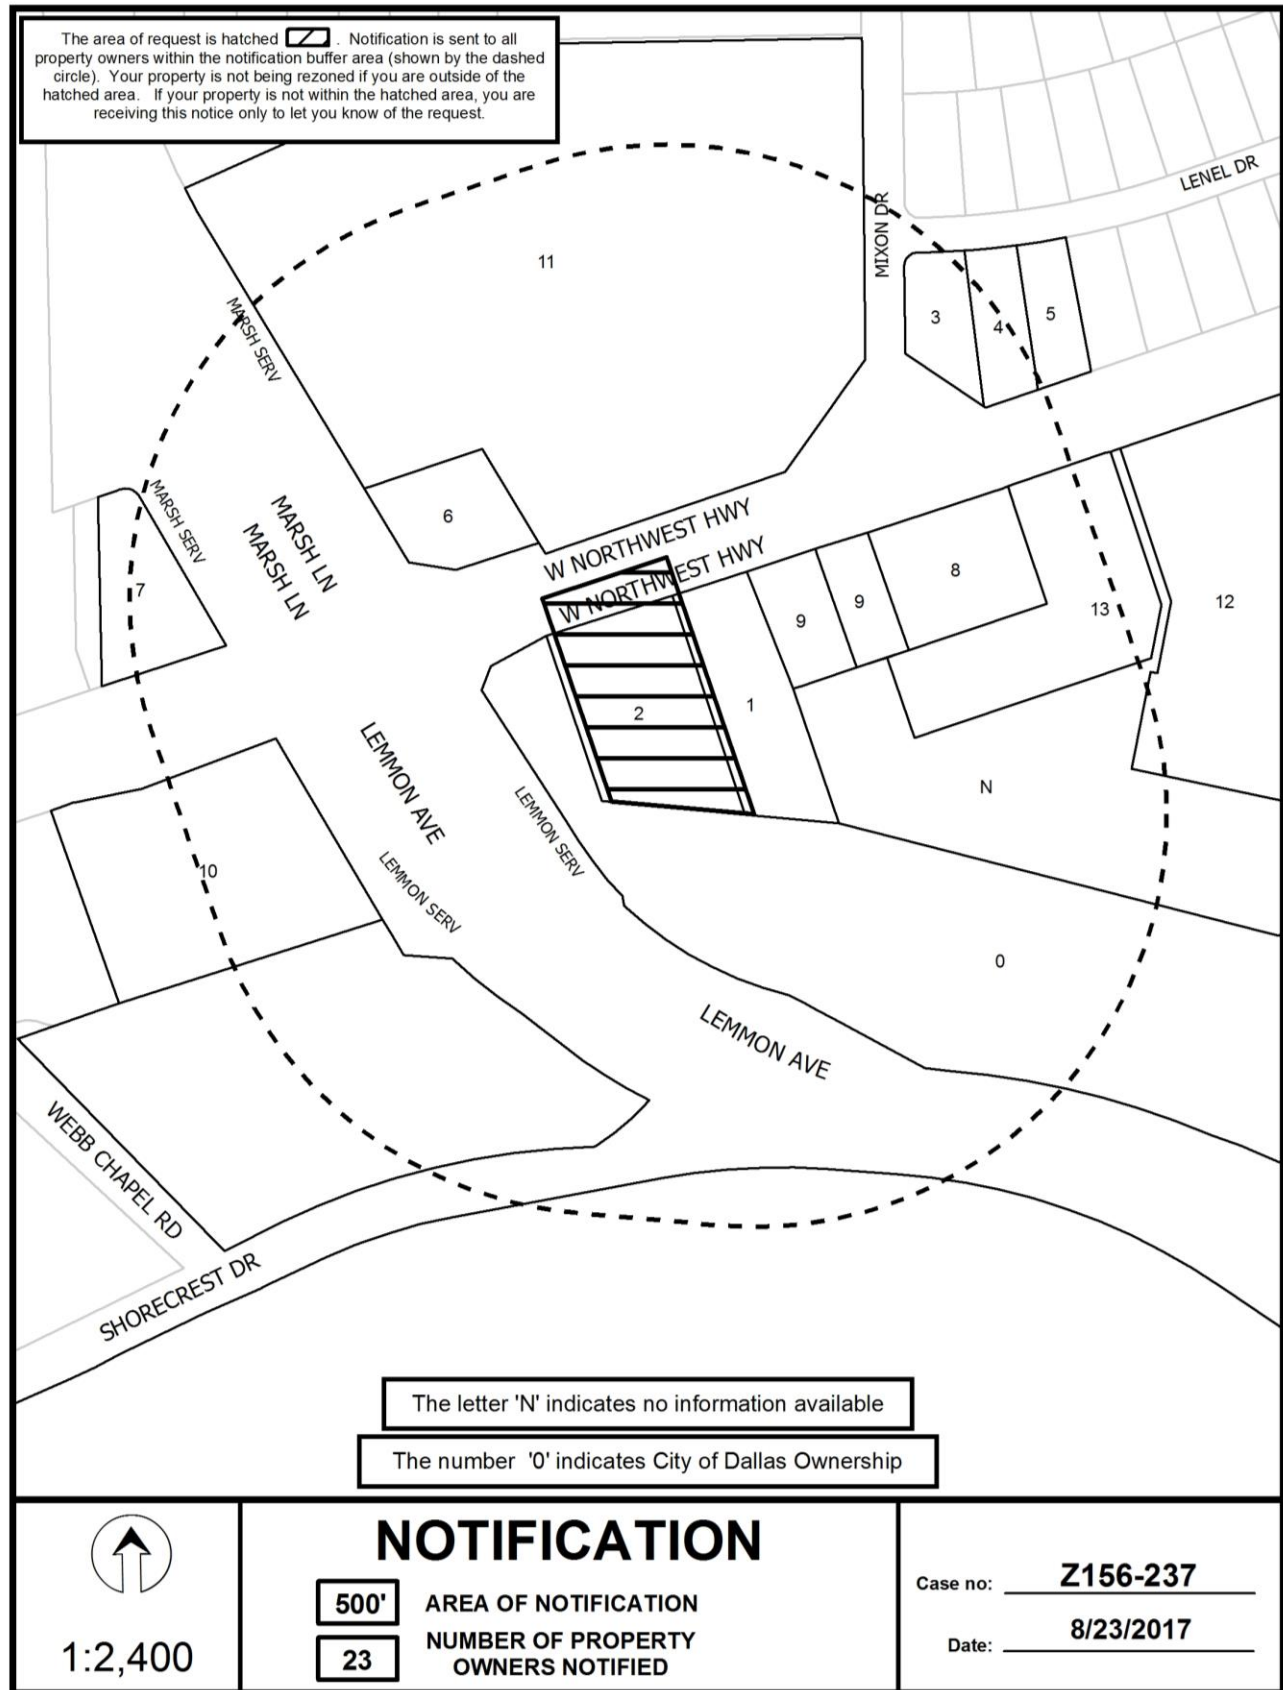 The area of request is hatched . Notification is sent to all
property owners within the notification buffer area (shown by the dashed
circle). Your property is not being rezoned if you are outside of the
hatched area. If your property is not within the hatched area, you are
receiving this notice only to let you know of the request.
LENEL DR
MIXON DR
11
MARSH SERV
3
4
5
MARSH SERV
MARSH LN
MARSH LN
6
W NORTHWEST HWY
W NORTHWEST HWY
7
8
9
9
13
12
2
1
LEMMON AVE
LEMMON SERV
N
10
LEMMON SERV
0
LEMMON AVE
WEBB CHAPEL RD
SHORECREST DR
The letter 'N' indicates no information available
The number '0' indicates City of Dallas Ownership
1:2,400
NOTIFICATION
500' AREA OF NOTIFICATION
23 NUMBER OF PROPERTY
OWNERS NOTIFIED
Case no: Z156-237
Date: 8/23/2017